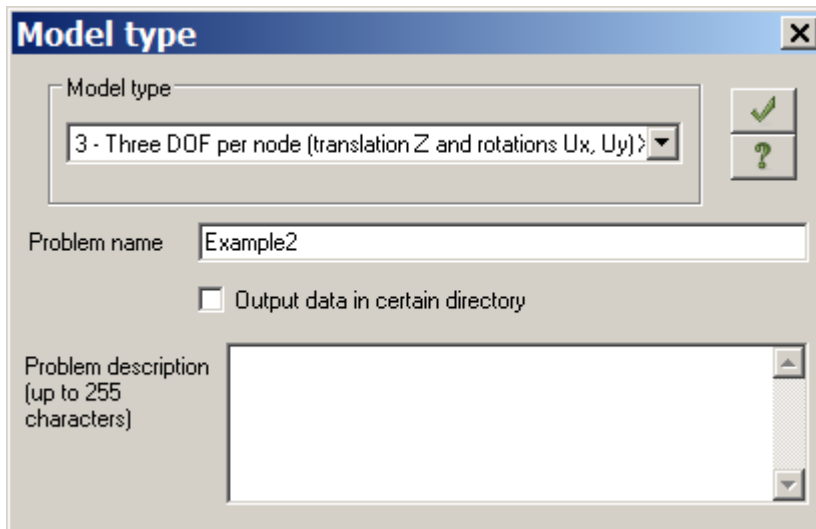 Model type
Model type
3 - Three DOF per node (translation Z and rotations Ux, Uy)
Problem name
Example2
Output data in certain directory
Problem description
(up to 255
characters)